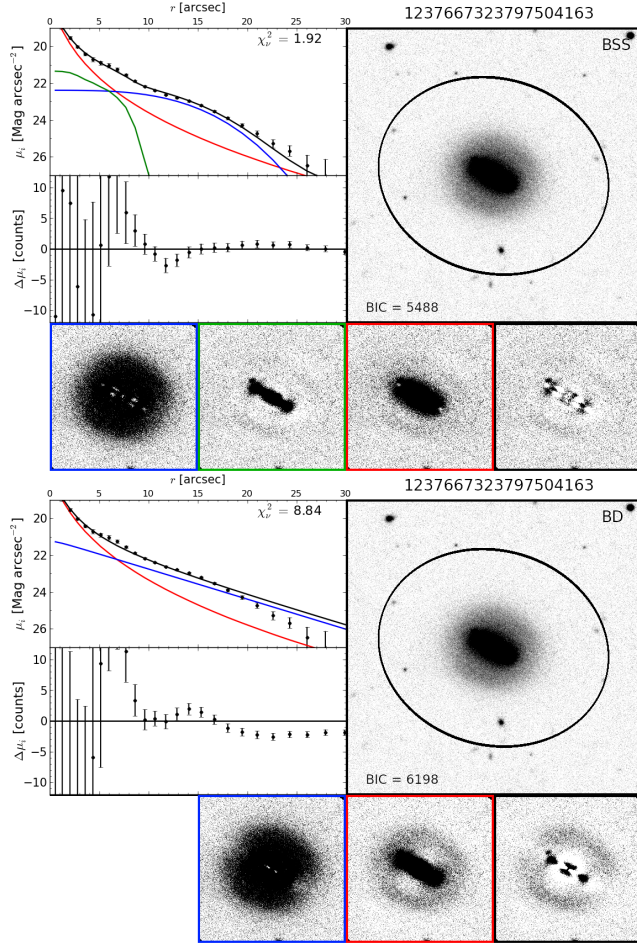 r [arcsec]
1237667323797504163
0 5 10 15 20 25 30
χ²ν = 1.92
BSS
20
22
24
26
μi [Mag arcsec−2]
10
5
0
−5
−10
Δμi [counts]
BIC = 5488
r [arcsec]
1237667323797504163
0 5 10 15 20 25 30
χ²ν = 8.84
BD
20
22
24
26
μi [Mag arcsec−2]
10
5
0
−5
−10
Δμi [counts]
BIC = 6198